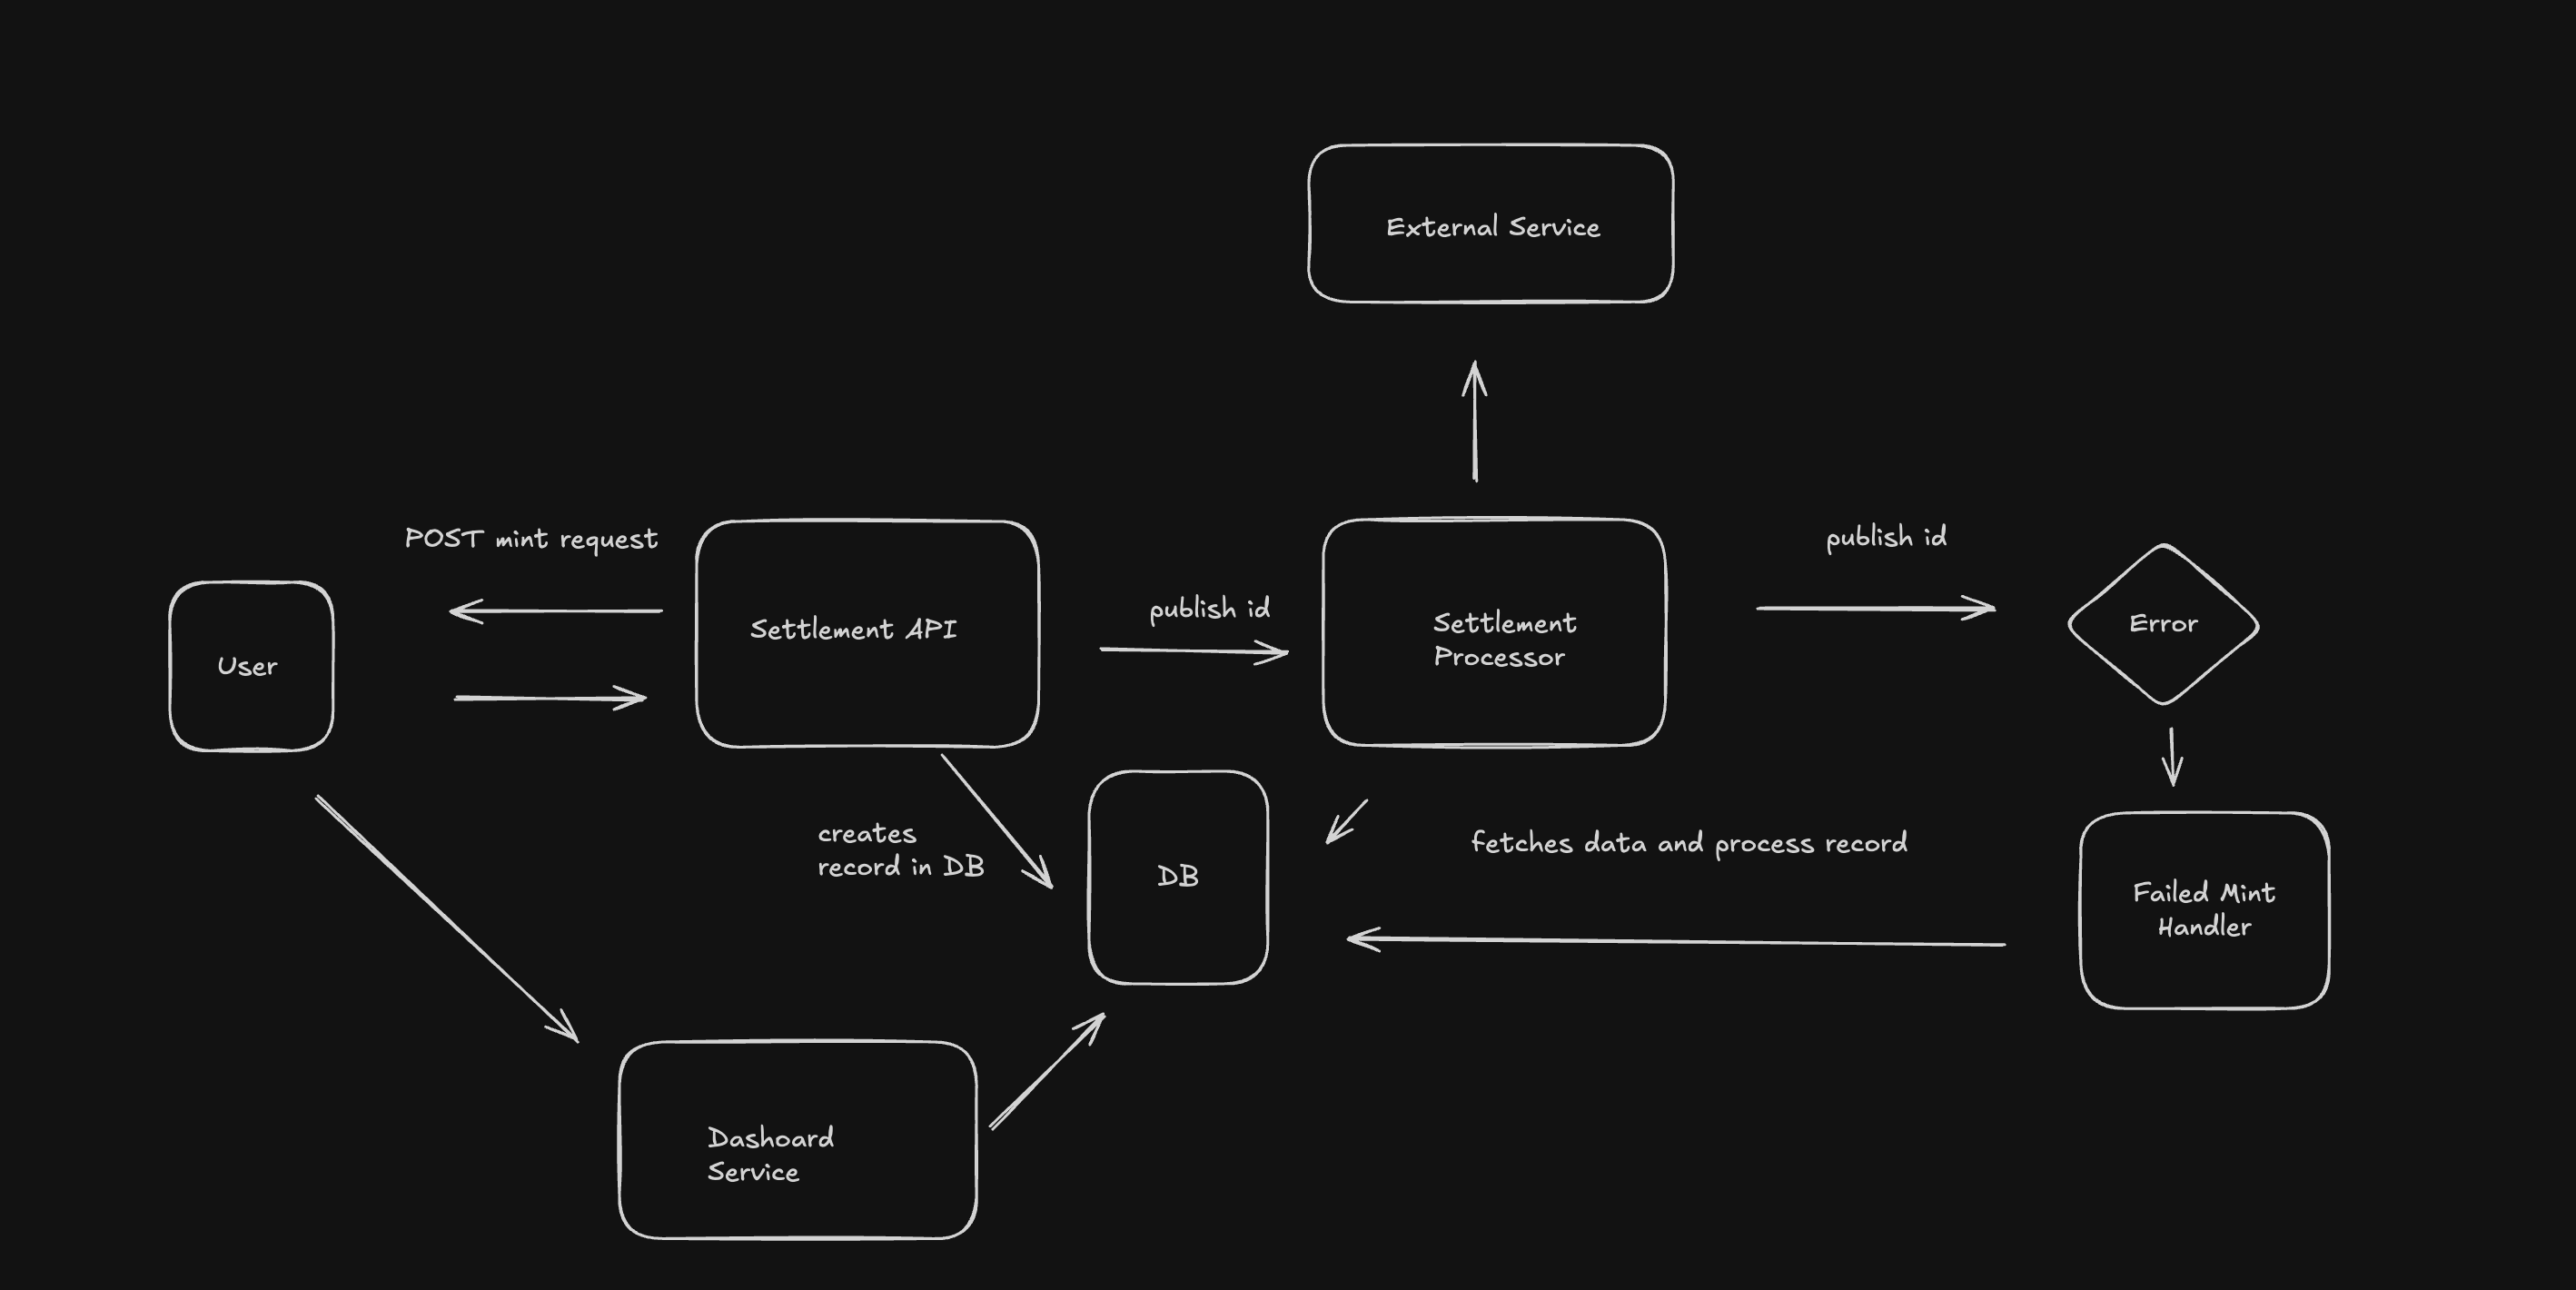 External Service
POST mint request
publish id
publish id
User
Settlement API
Settlement
Processor
Error
creates
record in DB
DB
fetches data and process record
Failed Mint
Handler
Dashoard
Service